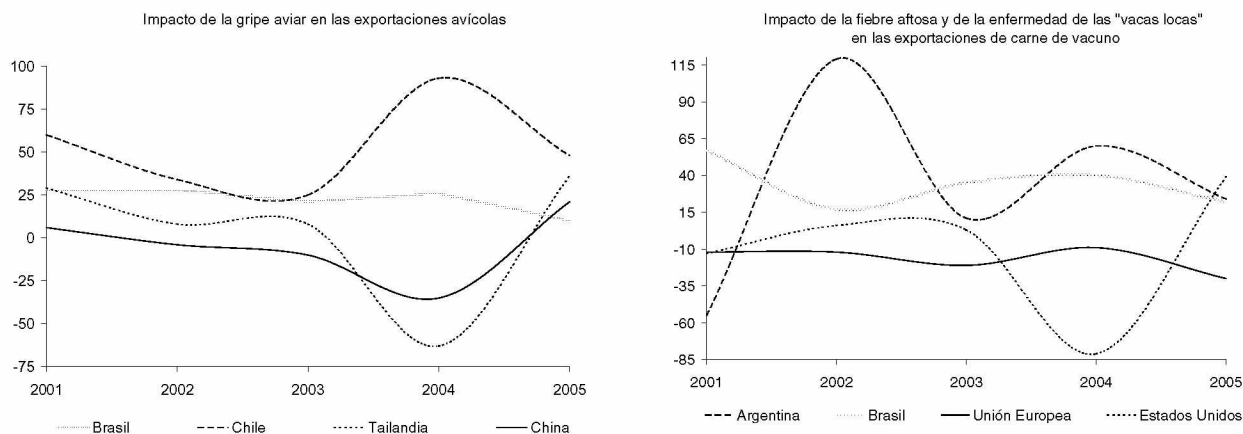 Impacto de la gripe aviar en las exportaciones avícolas
100
75
50
25
0
-25
-50
-75
2001 2002 2003 2004 2005
Brasil Chile Tailandia China
Impacto de la fiebre aftosa y de la enfermedad de las "vacas locas"
en las exportaciones de carne de vacuno
115
90
65
40
15
-10
-35
-60
-85
2001 2002 2003 2004 2005
Argentina Brasil Unión Europea Estados Unidos